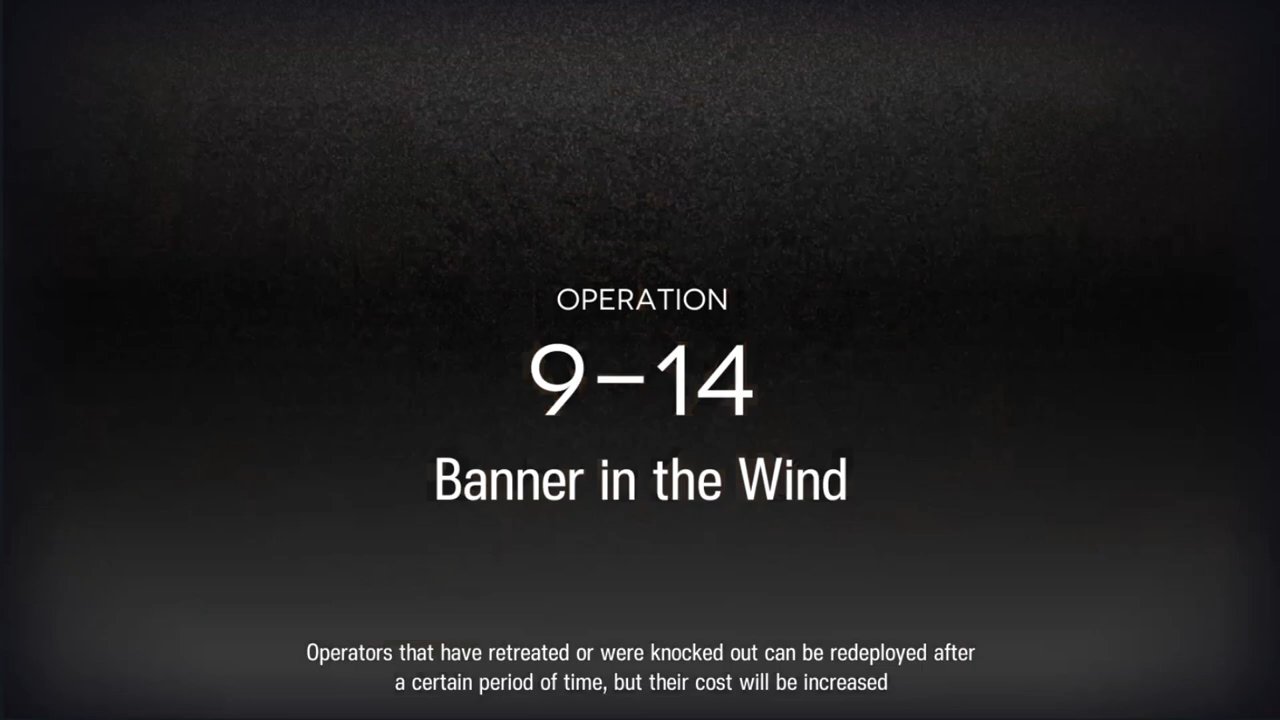 OPERATION
9-14
Banner in the Wind
Operators that have retreated or were knocked out can be redeployed after
a certain period of time, but their cost will be increased